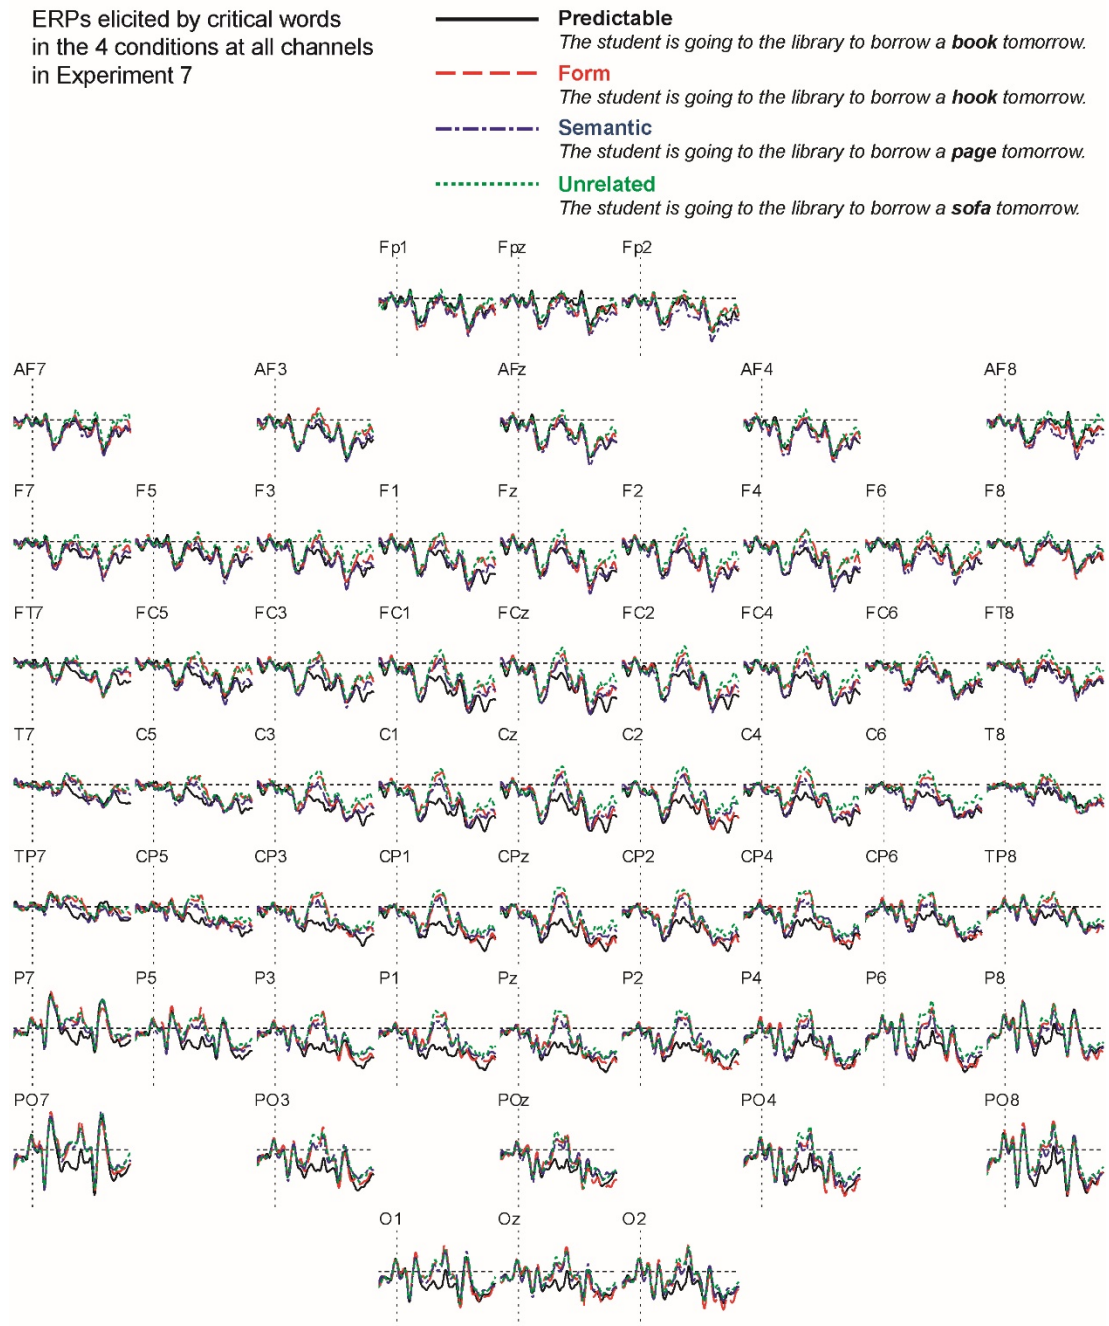 ERPs elicited by critical words
in the 4 conditions at all channels
in Experiment 7
Predictable
The student is going to the library to borrow a book tomorrow.
Form
The student is going to the library to borrow a hook tomorrow.
Semantic
The student is going to the library to borrow a page tomorrow.
Unrelated
The student is going to the library to borrow a sofa tomorrow.
Fp1 Fpz Fp2
AF7 AF3 AFz AF4 AF8
F7 F5 F3 F1 Fz F2 F4 F6 F8
FT7 FC5 FC3 FC1 FCz FC2 FC4 FC6 FT8
T7 C5 C3 C1 Cz C2 C4 C6 T8
TP7 CP5 CP3 CP1 CPz CP2 CP4 CP6 TP8
P7 P5 P3 P1 Pz P2 P4 P6 P8
PO7 PO3 POz PO4 PO8
O1 Oz O2